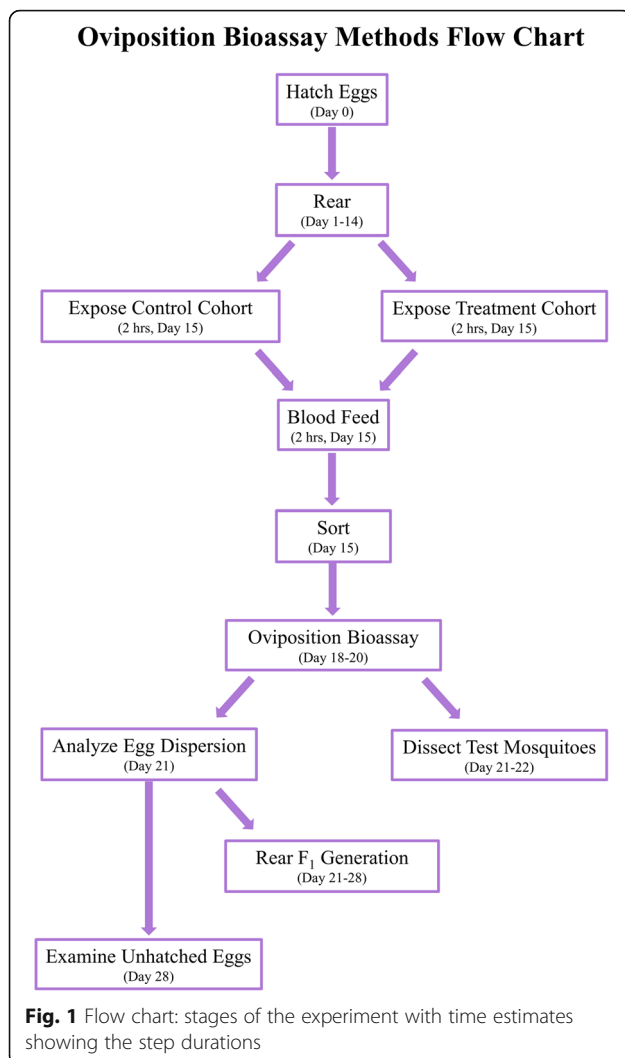 Oviposition Bioassay Methods Flow Chart
Hatch Eggs
(Day 0)
Rear
(Day 1-14)
Expose Control Cohort
(2 hrs, Day 15)
Expose Treatment Cohort
(2 hrs, Day 15)
Blood Feed
(2 hrs, Day 15)
Sort
(Day 15)
Oviposition Bioassay
(Day 18-20)
Analyze Egg Dispersion
(Day 21)
Dissect Test Mosquitoes
(Day 21-22)
Rear F₁ Generation
(Day 21-28)
Examine Unhatched Eggs
(Day 28)
Fig. 1 Flow chart: stages of the experiment with time estimates
showing the step durations